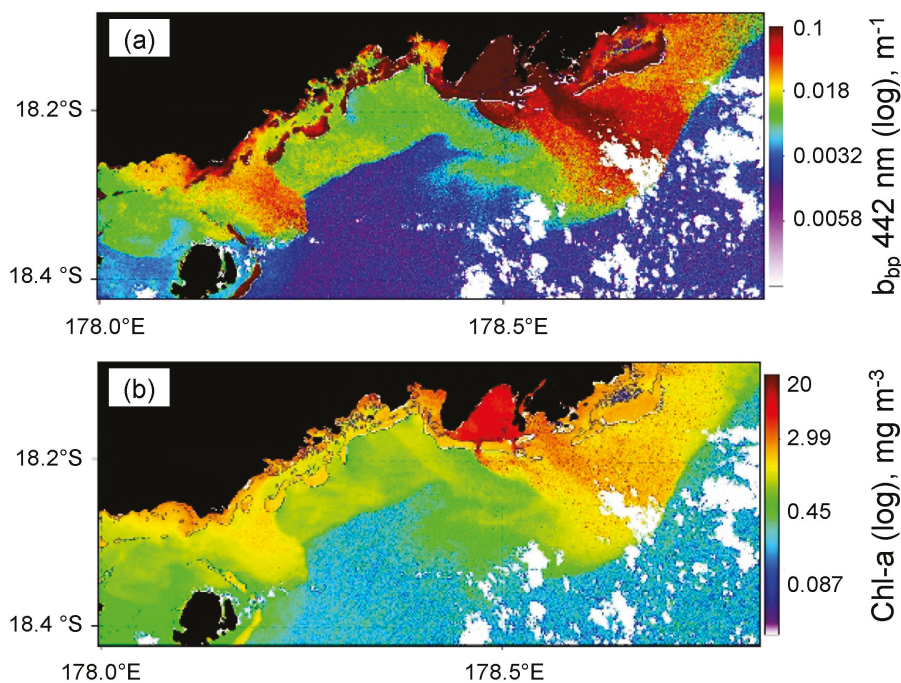 (a)
18.2°S
18.4 °S
178.0°E
178.5°E
0.1
0.018
0.0032
0.0058
b_bp 442 nm (log), m⁻¹
(b)
18.2°S
18.4 °S
178.0°E
178.5°E
20
2.99
0.45
0.087
Chl-a (log), mg m⁻³